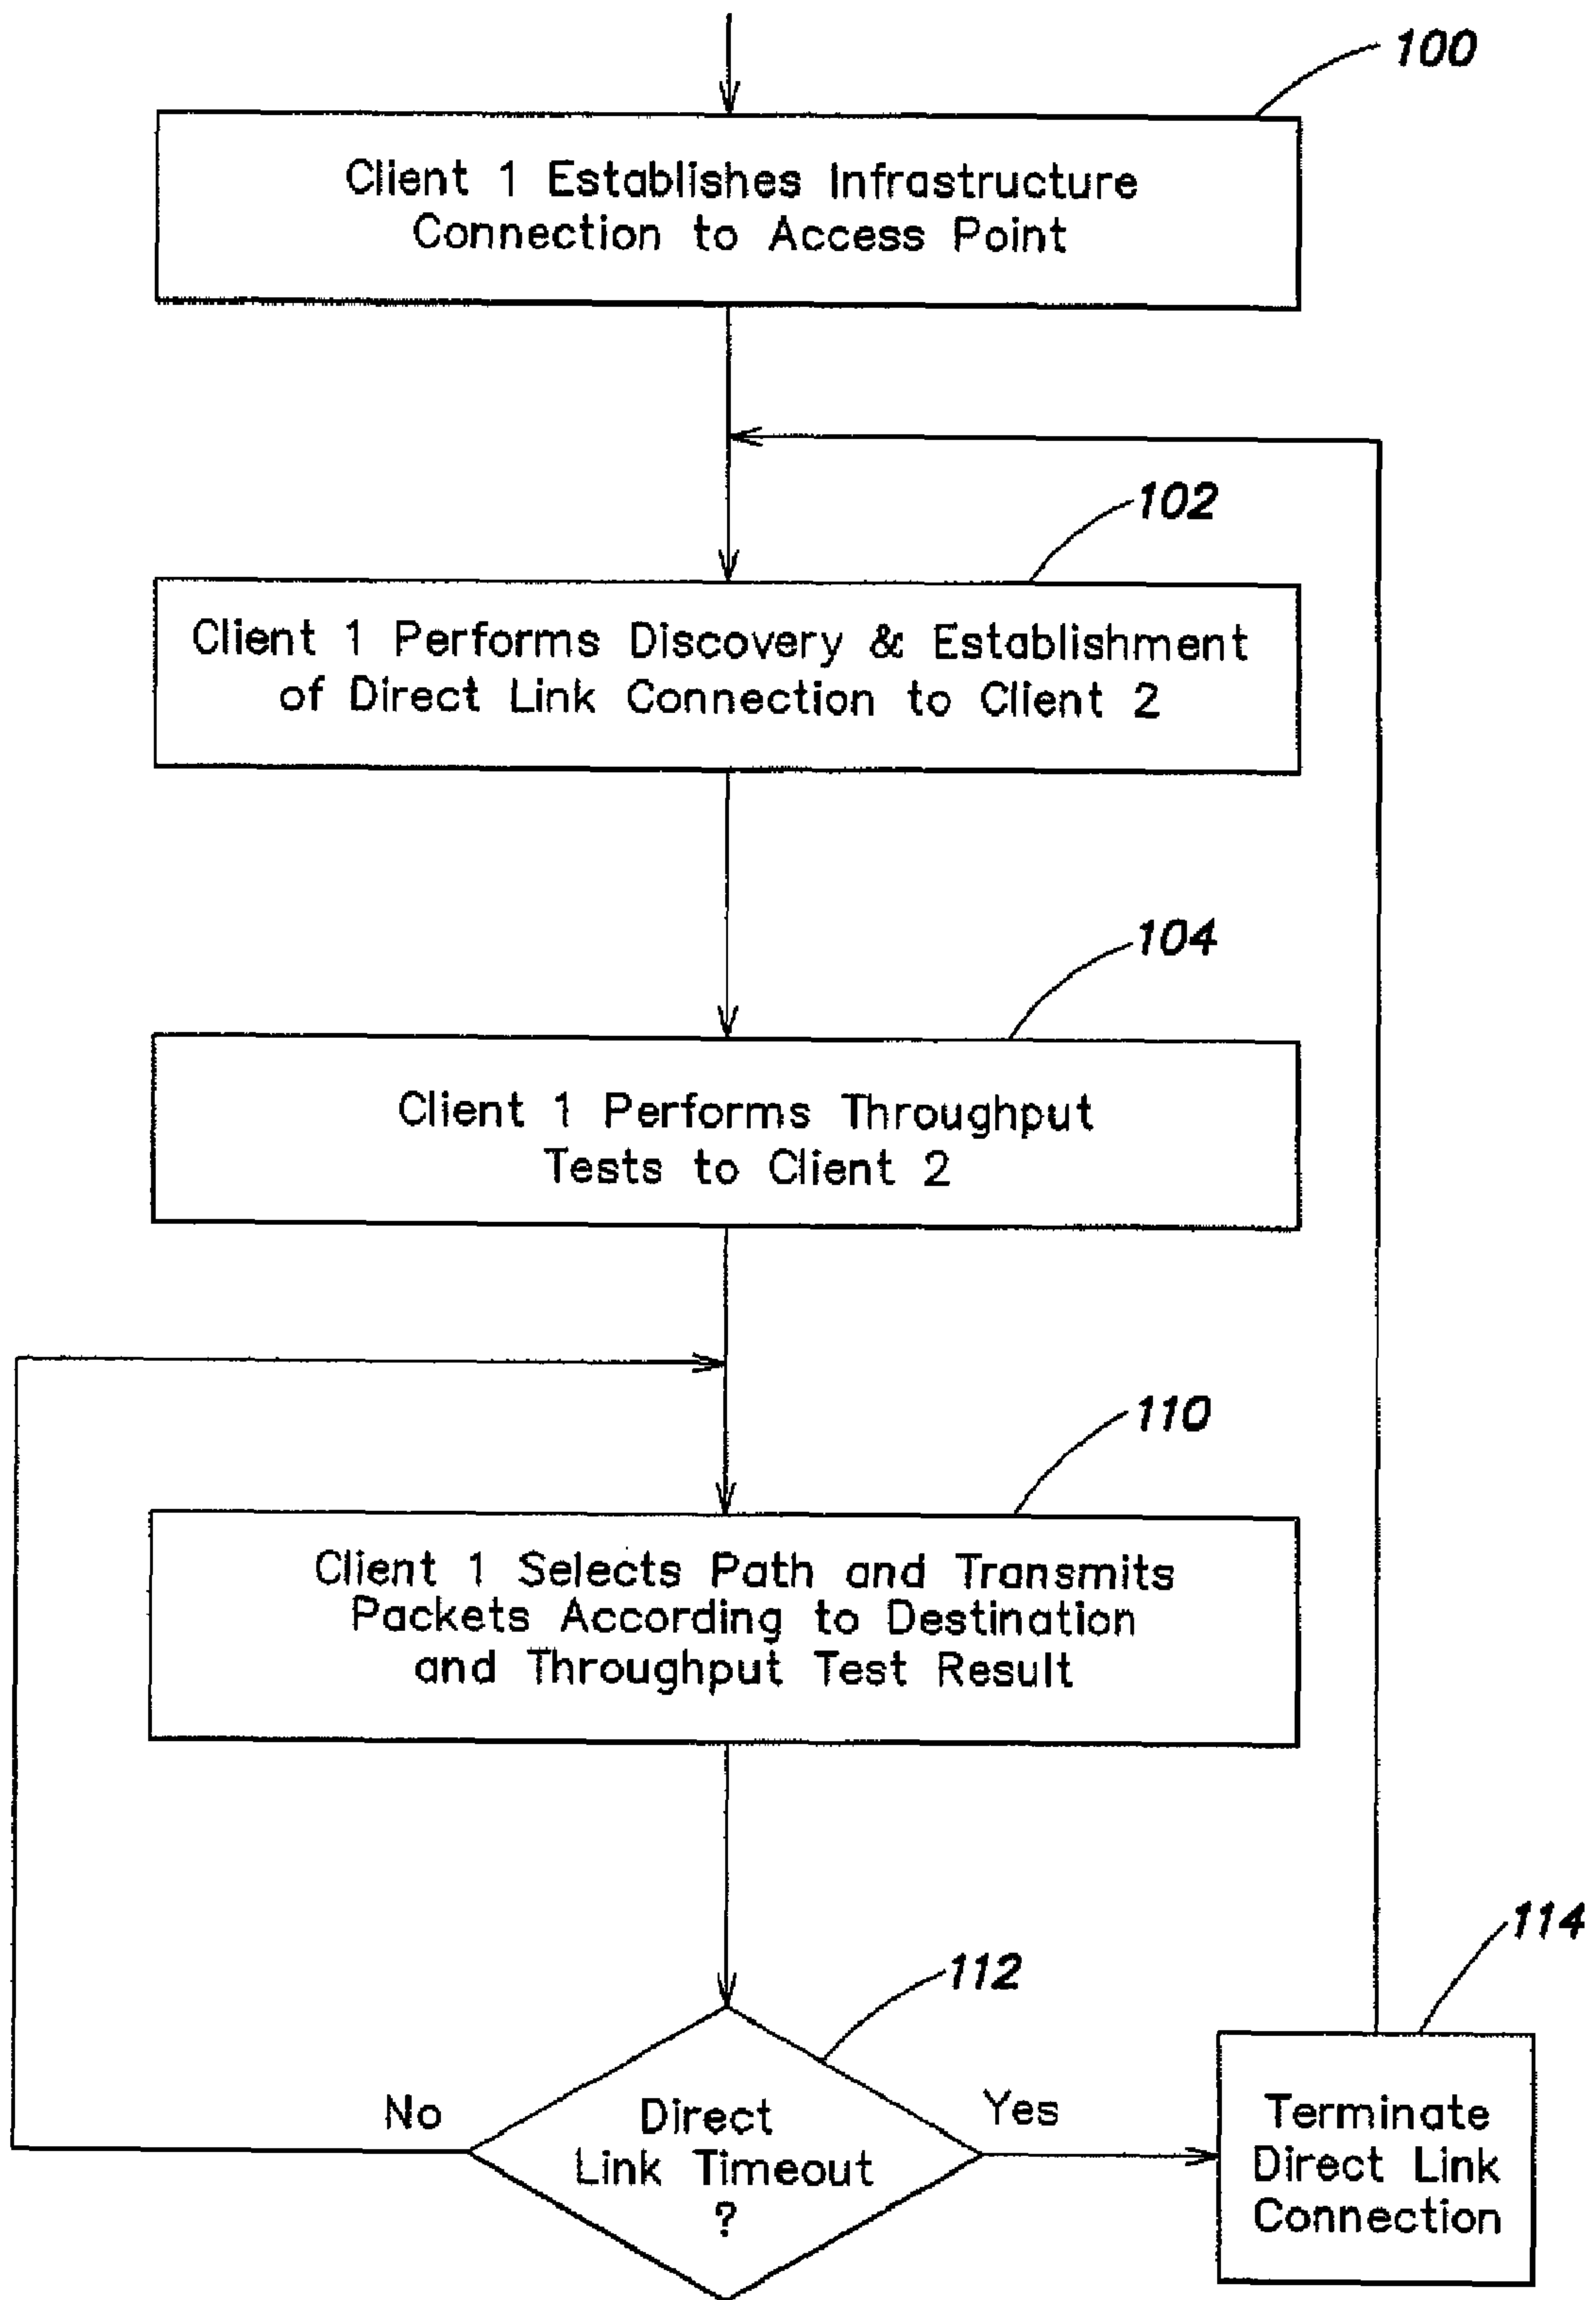 100
Client 1 Establishes Infrastructure
Connection to Access Point
102
Client 1 Performs Discovery & Establishment
of Direct Link Connection to Client 2
104
Client 1 Performs Throughput
Tests to Client 2
110
Client 1 Selects Path and Transmits
Packets According to Destination
and Throughput Test Result
112
114
No
Direct
Link Timeout
?
Yes
Terminate
Direct Link
Connection